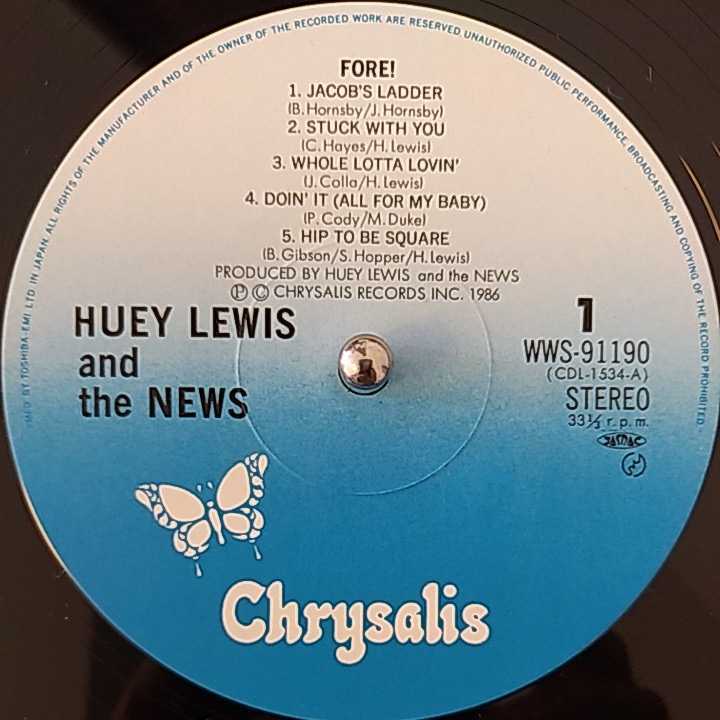 MF'D BY TOSHIBA-EMI LTD IN JAPAN. ALL RIGHTS OF THE MANUFACTURER AND OF THE OWNER OF THE RECORDED WORK ARE RESERVED. UNAUTHORIZED PUBLIC PERFORMANCE, BROADCASTING AND COPYING OF THE RECORD PROHIBITED.
FORE!
1. JACOB'S LADDER
(B. Hornsby/J. Hornsby)
2. STUCK WITH YOU
(C. Hayes/H. Lewis)
3. WHOLE LOTTA LOVIN'
(J. Colla/H. Lewis)
4. DOIN' IT (ALL FOR MY BABY)
(P. Cody/M. Duke)
5. HIP TO BE SQUARE
(B. Gibson/S. Hopper/H. Lewis)
PRODUCED BY HUEY LEWIS and the NEWS
Ⓟ © CHRYSALIS RECORDS INC. 1986
HUEY LEWIS
and
the NEWS
1
WWS-91190
(CDL-1534-A)
STEREO
33⅓ r.p.m.
JASRAC
Chrysalis